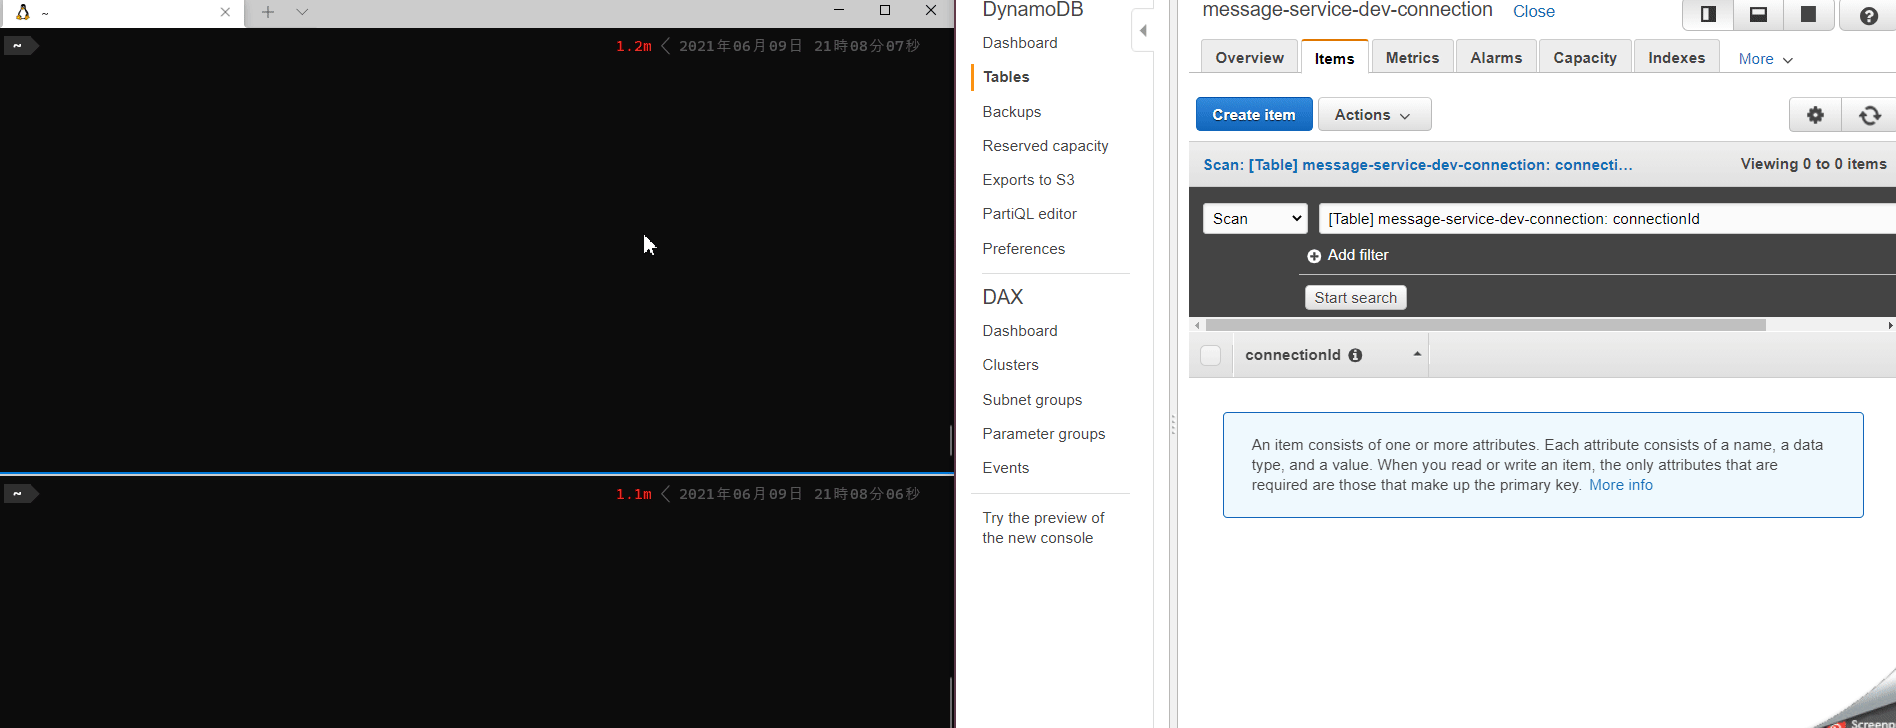 ~
~ 1.2m 2021年06月09日 21時08分07秒
~ 1.1m 2021年06月09日 21時08分06秒
DynamoDB
Dashboard
Tables
Backups
Reserved capacity
Exports to S3
PartiQL editor
Preferences
DAX
Dashboard
Clusters
Subnet groups
Parameter groups
Events
Try the preview of
the new console
message-service-dev-connection Close
Overview Items Metrics Alarms Capacity Indexes More
Create item Actions
Scan: [Table] message-service-dev-connection: connecti… Viewing 0 to 0 items
Scan [Table] message-service-dev-connection: connectionId
Add filter
Start search
connectionId
An item consists of one or more attributes. Each attribute consists of a name, a data
type, and a value. When you read or write an item, the only attributes that are
required are those that make up the primary key. More info